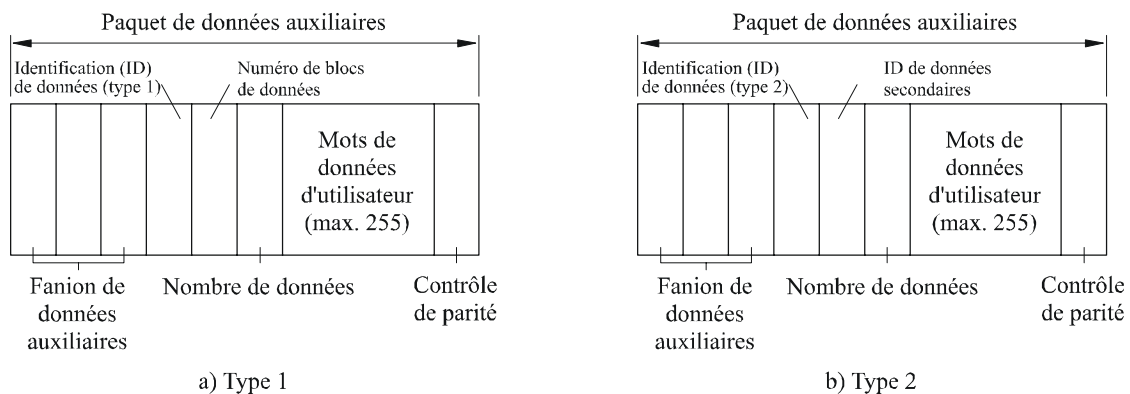 Paquet de données auxiliaires
Identification (ID)
de données (type 1)
Numéro de blocs
de données
Mots de
données
d'utilisateur
(max. 255)
Fanion de
données
auxiliaires
Nombre de données
Contrôle
de parité
a) Type 1
Paquet de données auxiliaires
Identification (ID)
de données (type 2)
ID de données
secondaires
Mots de
données
d'utilisateur
(max. 255)
Fanion de
données
auxiliaires
Nombre de données
Contrôle
de parité
b) Type 2